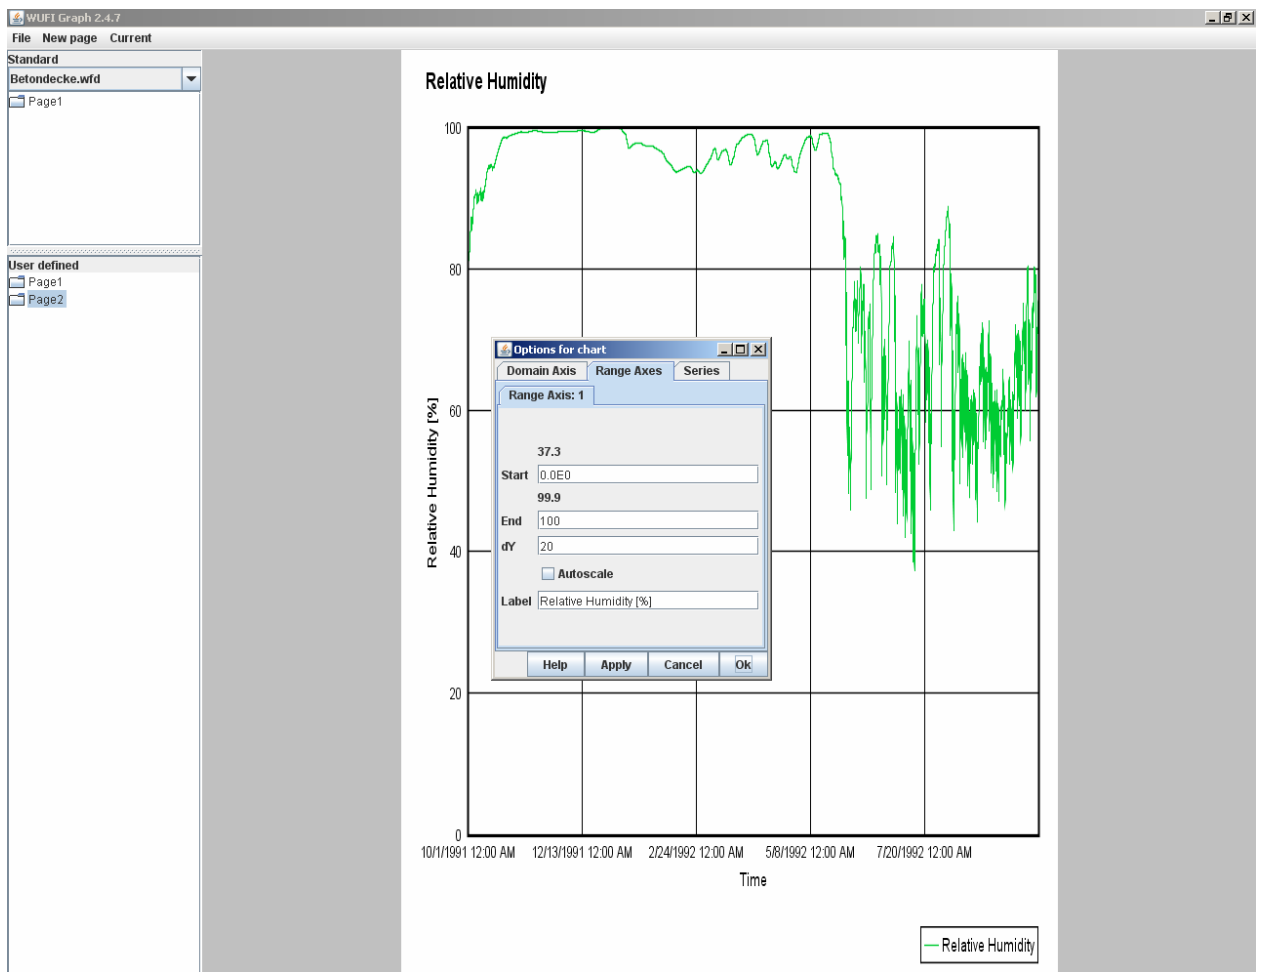 WUFI Graph 2.4.7
File New page Current
Standard
Betondecke.wfd
Page1
User defined
Page1
Page2
Relative Humidity
100
80
60
40
20
0
Relative Humidity [%]
10/1/1991 12:00 AM 12/13/1991 12:00 AM 2/24/1992 12:00 AM 5/8/1992 12:00 AM 7/20/1992 12:00 AM
Time
Relative Humidity
Options for chart
Domain Axis Range Axes Series
Range Axis: 1
37.3
Start 0.0E0
99.9
End 100
dY 20
Autoscale
Label Relative Humidity [%]
Help Apply Cancel Ok